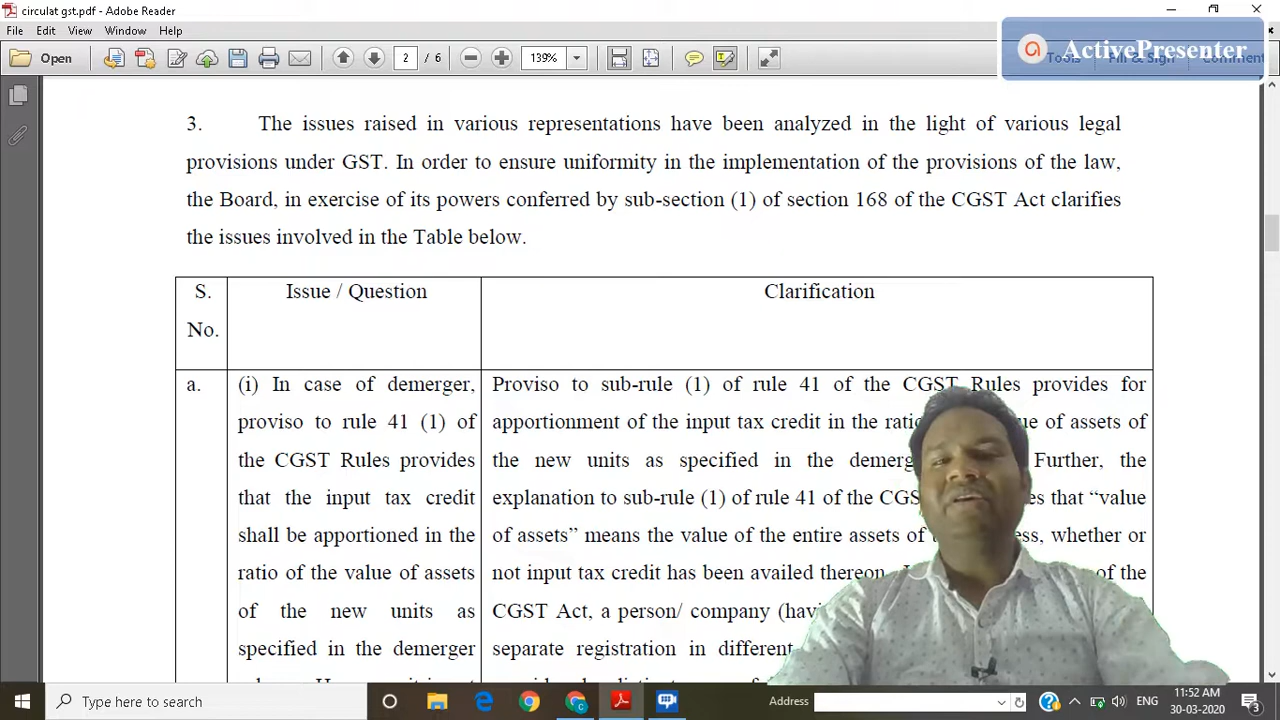 circulat gst.pdf - Adobe Reader
File Edit View Window Help
ActivePresenter
Open 2 / 6 139% Tools Fill & Sign Comment
3. The issues raised in various representations have been analyzed in the light of various legal
provisions under GST. In order to ensure uniformity in the implementation of the provisions of the law,
the Board, in exercise of its powers conferred by sub-section (1) of section 168 of the CGST Act clarifies
the issues involved in the Table below.
S.
No.
Issue / Question
Clarification
a.
(i) In case of demerger,
proviso to rule 41 (1) of
the CGST Rules provides
that the input tax credit
shall be apportioned in the
ratio of the value of assets
of the new units as
specified in the demerger
Proviso to sub-rule (1) of rule 41 of the CGST Rules provides for
apportionment of the input tax credit in the ratio of assets of
the new units as specified in the Further, the
explanation to sub-rule (1) of rule 41 of the that “value
of assets” means the value of the entire assets of whether or
not input tax credit has been availed thereon. of the
CGST Act, a person/ company
separate registration in different
Type here to search
Address
ENG
11:52 AM
30-03-2020
3